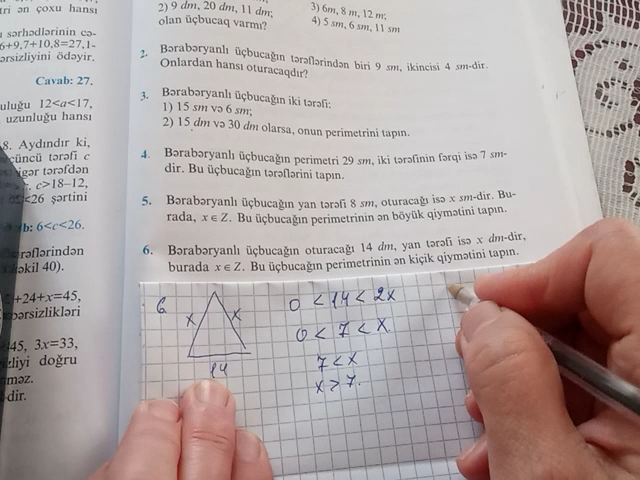 tri ən çoxu hansı
sərhədlərinin cə-
6+9,7+10,8=27,1-
ərsizliyini ödəyir.
Cavab: 27.
uluğu 12<a<17,
uzunluğu hansı
8. Aydındır ki,
üncü tərəfi c
igər tərəfdən
c>18–12,
<26 şərtini
b: 6<c<26.
ərəflərindən
əkil 40).
+24+x=45,
bərsizlikləri
45, 3x=33,
zliyi doğru
məz.
dir.
2) 9 dm, 20 dm, 11 dm;
3) 6m, 8 m, 12 m;
4) 5 sm, 6 sm, 11 sm
olan üçbucaq varmı?
2. Bərabəryanlı üçbucağın tərəflərindən biri 9 sm, ikincisi 4 sm-dir.
Onlardan hansı oturacaqdır?
3. Bərabəryanlı üçbucağın iki tərəfi:
1) 15 sm və 6 sm;
2) 15 dm və 30 dm olarsa, onun perimetrini tapın.
4. Bərabəryanlı üçbucağın perimetri 29 sm, iki tərəfinin fərqi isə 7 sm-
dir. Bu üçbucağın tərəflərini tapın.
5. Bərabəryanlı üçbucağın yan tərəfi 8 sm, oturacağı isə x sm-dir. Bu-
rada, x∈Z. Bu üçbucağın perimetrinin ən böyük qiymətini tapın.
6. Bərabəryanlı üçbucağın oturacağı 14 dm, yan tərəfi isə x dm-dir,
burada x∈Z. Bu üçbucağın perimetrinin ən kiçik qiymətini tapın.
6.
x x
14
0 < 14 < 2x
0 < 7 < x
7 < x
x > 7.